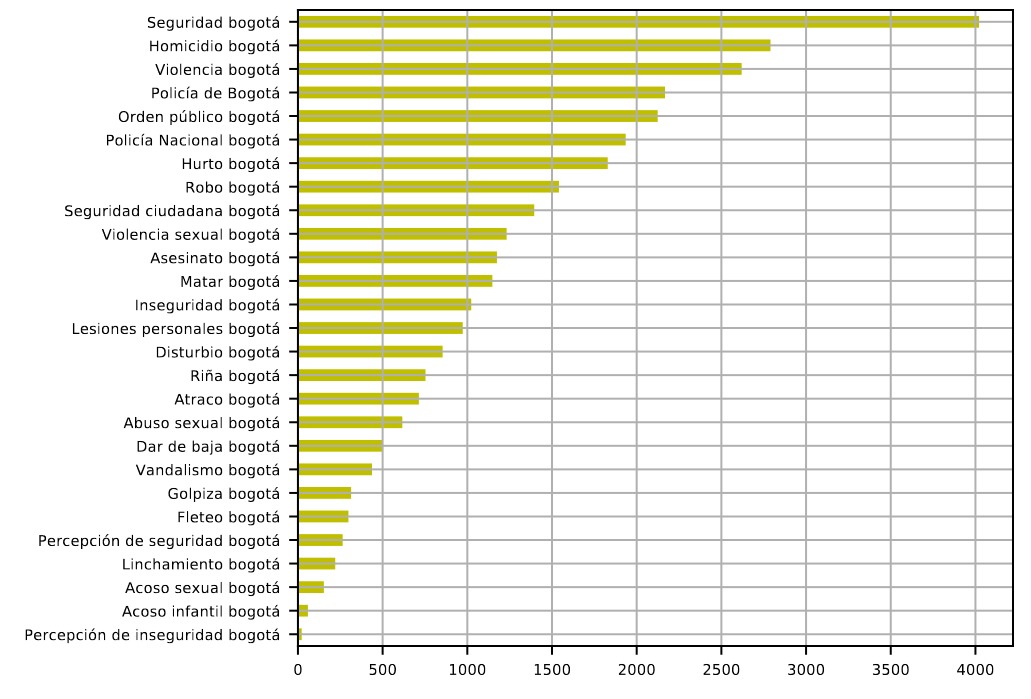 Seguridad bogotá
Homicidio bogotá
Violencia bogotá
Policía de Bogotá
Orden público bogotá
Policía Nacional bogotá
Hurto bogotá
Robo bogotá
Seguridad ciudadana bogotá
Violencia sexual bogotá
Asesinato bogotá
Matar bogotá
Inseguridad bogotá
Lesiones personales bogotá
Disturbio bogotá
Riña bogotá
Atraco bogotá
Abuso sexual bogotá
Dar de baja bogotá
Vandalismo bogotá
Golpiza bogotá
Fleteo bogotá
Percepción de seguridad bogotá
Linchamiento bogotá
Acoso sexual bogotá
Acoso infantil bogotá
Percepción de inseguridad bogotá
0 500 1000 1500 2000 2500 3000 3500 4000